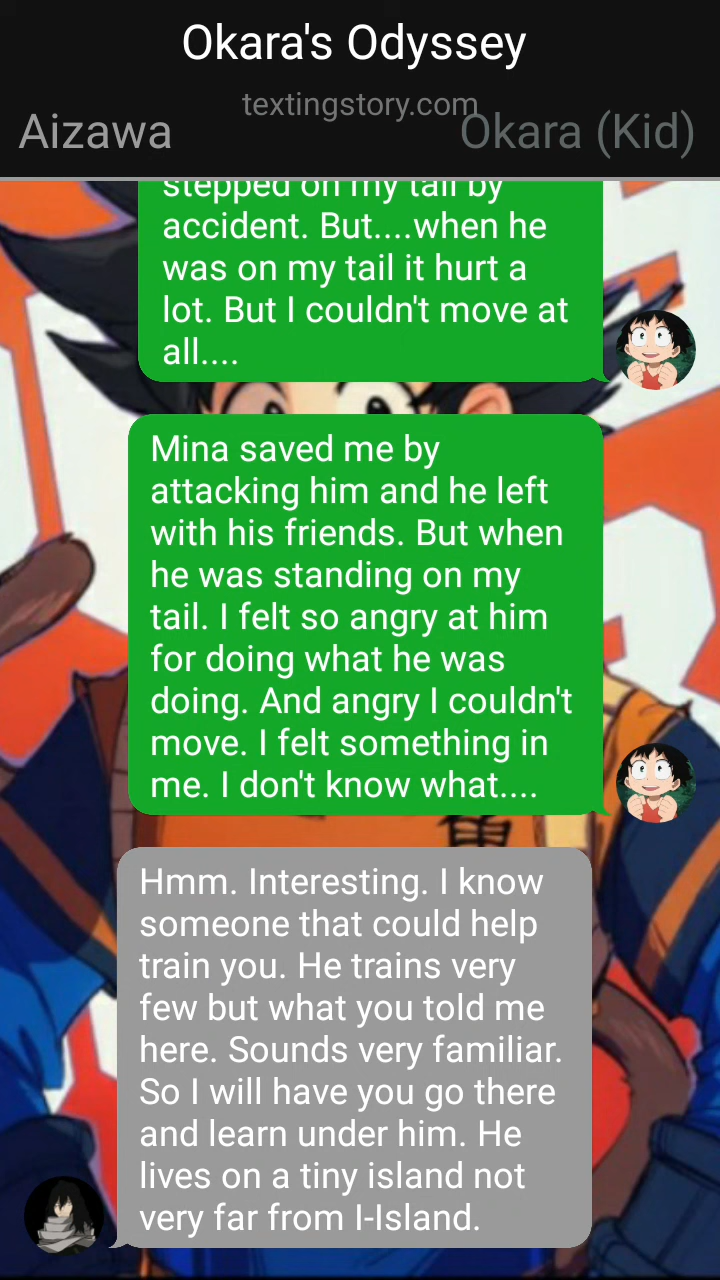 Okara's Odyssey
textingstory.com
Aizawa
Okara (Kid)
stepped on my tail by
accident. But....when he
was on my tail it hurt a
lot. But I couldn't move at
all....
Mina saved me by
attacking him and he left
with his friends. But when
he was standing on my
tail. I felt so angry at him
for doing what he was
doing. And angry I couldn't
move. I felt something in
me. I don't know what....
Hmm. Interesting. I know
someone that could help
train you. He trains very
few but what you told me
here. Sounds very familiar.
So I will have you go there
and learn under him. He
lives on a tiny island not
very far from I-Island.